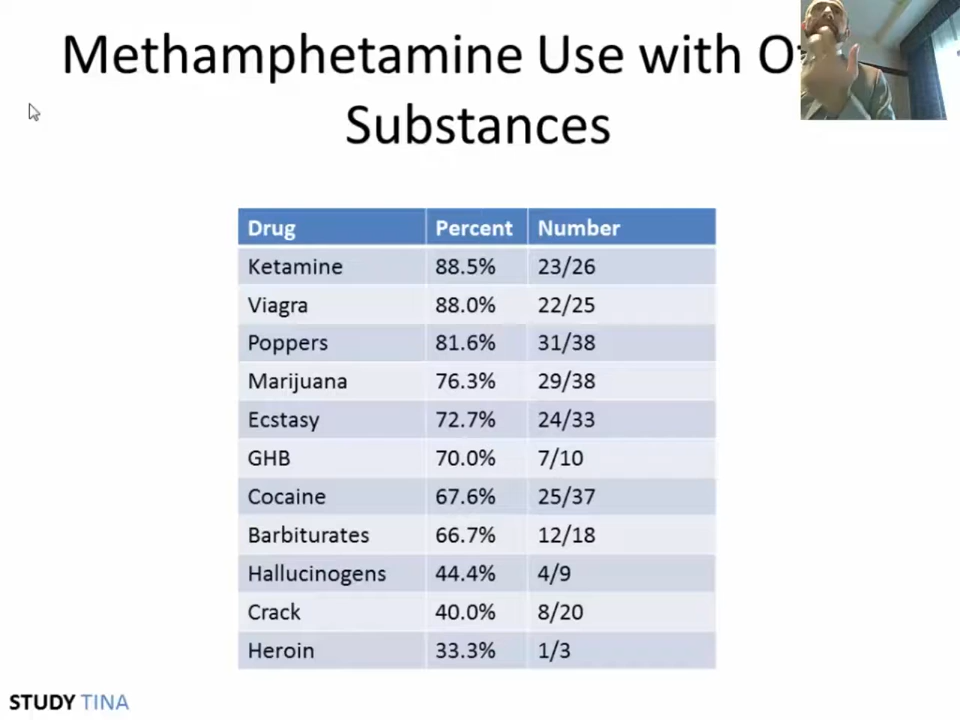 Methamphetamine Use with
Substances
Drug Percent Number
Ketamine 88.5% 23/26
Viagra 88.0% 22/25
Poppers 81.6% 31/38
Marijuana 76.3% 29/38
Ecstasy 72.7% 24/33
GHB 70.0% 7/10
Cocaine 67.6% 25/37
Barbiturates 66.7% 12/18
Hallucinogens 44.4% 4/9
Crack 40.0% 8/20
Heroin 33.3% 1/3
STUDY TINA